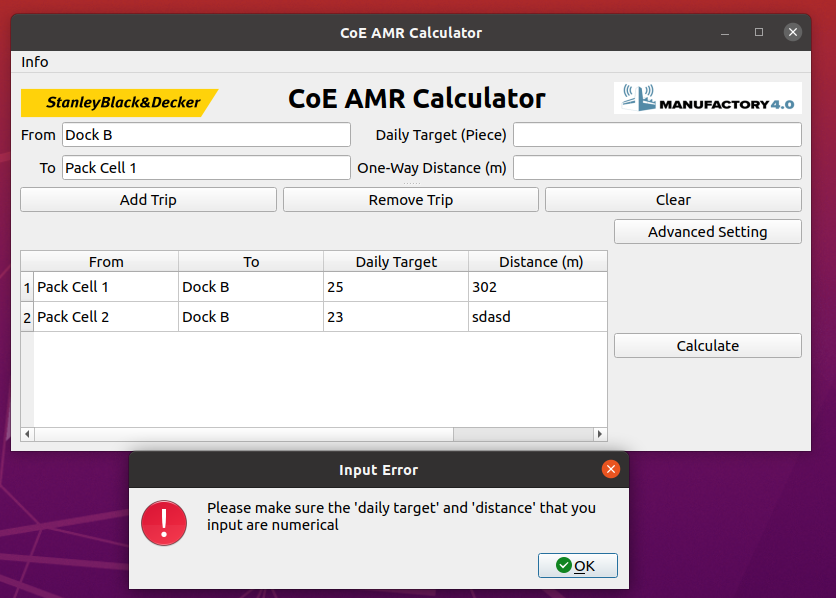 CoE AMR Calculator
Info
StanleyBlack&Decker
CoE AMR Calculator
MANUFACTORY4.0
From Dock B Daily Target (Piece)
To Pack Cell 1 One-Way Distance (m)
Add Trip Remove Trip Clear
Advanced Setting
From To Daily Target Distance (m)
1 Pack Cell 1 Dock B 25 302
2 Pack Cell 2 Dock B 23 sdasd
Calculate
Input Error
Please make sure the 'daily target' and 'distance' that you
input are numerical
OK